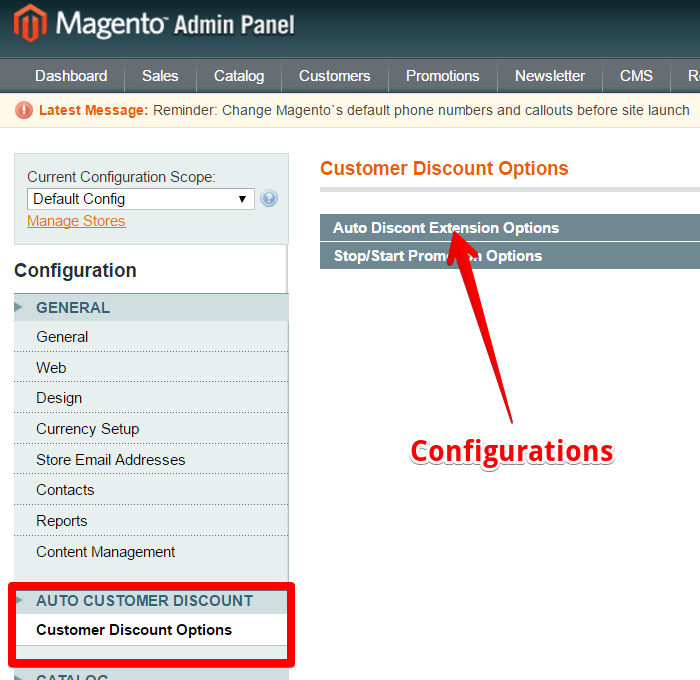 Magento™ Admin Panel
Dashboard Sales Catalog Customers Promotions Newsletter CMS
Latest Message: Reminder: Change Magento`s default phone numbers and callouts before site launch
Current Configuration Scope:
Default Config
Manage Stores
Configuration
GENERAL
General
Web
Design
Currency Setup
Store Email Addresses
Contacts
Reports
Content Management
AUTO CUSTOMER DISCOUNT
Customer Discount Options
CATALOG
Customer Discount Options
Auto Discont Extension Options
Stop/Start Promotion Options
Configurations